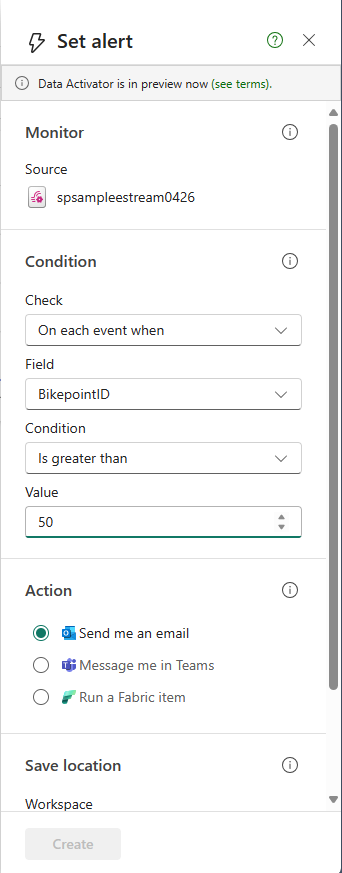 Set alert
Data Activator is in preview now (see terms).
Monitor
Source
spsampleestream0426
Condition
Check
On each event when
Field
BikepointID
Condition
Is greater than
Value
50
Action
Send me an email
Message me in Teams
Run a Fabric item
Save location
Workspace
Create